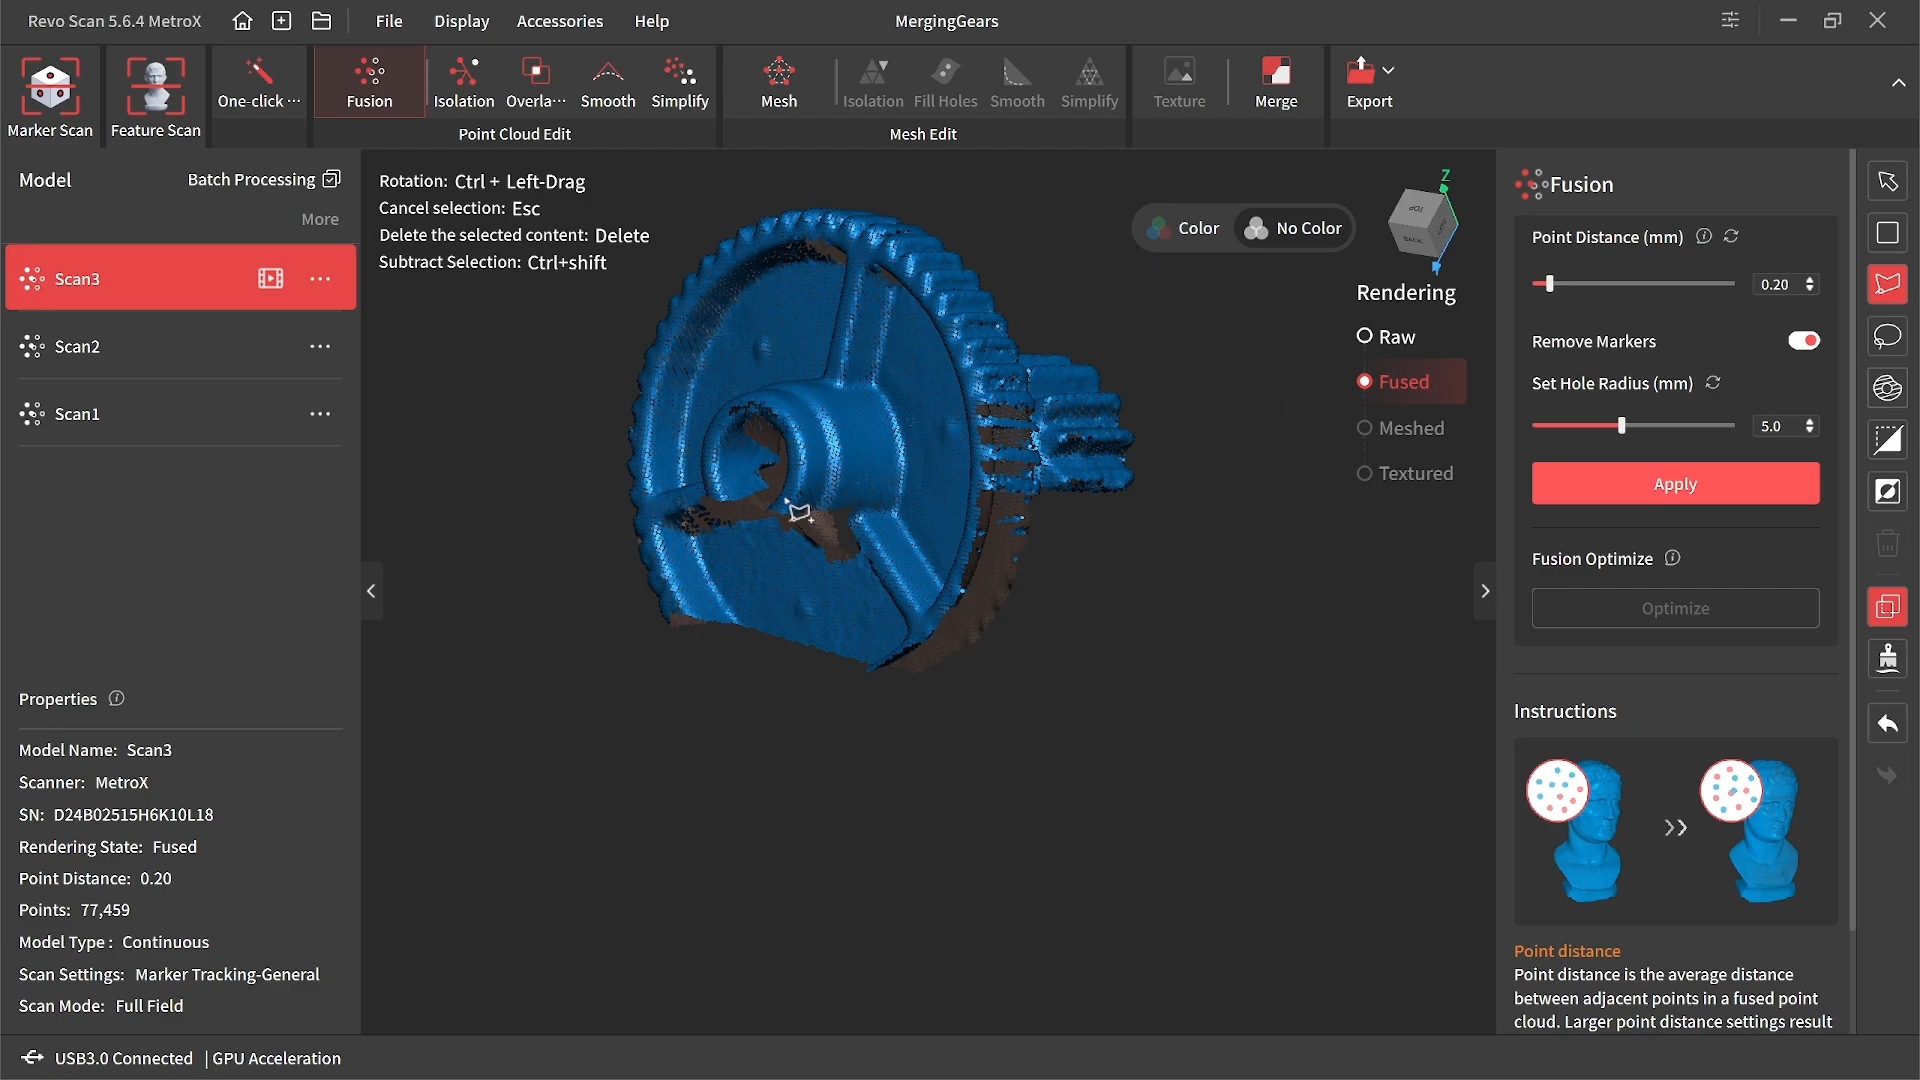 Revo Scan 5.6.4 MetroX
File Display Accessories Help
MergingGears
Marker Scan
Feature Scan
One-click ···
Fusion
Isolation
Overla···
Smooth
Simplify
Point Cloud Edit
Mesh
Isolation
Fill Holes
Smooth
Simplify
Mesh Edit
Texture
Merge
Export
Model
Batch Processing
More
Scan3
Scan2
Scan1
Properties
Model Name: Scan3
Scanner: MetroX
SN: D24B02515H6K10L18
Rendering State: Fused
Point Distance: 0.20
Points: 77,459
Model Type : Continuous
Scan Settings: Marker Tracking-General
Scan Mode: Full Field
Rotation: Ctrl + Left-Drag
Cancel selection: Esc
Delete the selected content: Delete
Subtract Selection: Ctrl+shift
Color
No Color
Z
TOP
BACK
Rendering
Raw
Fused
Meshed
Textured
Fusion
Point Distance (mm)
0.20
Remove Markers
Set Hole Radius (mm)
5.0
Apply
Fusion Optimize
Optimize
Instructions
Point distance
Point distance is the average distance
between adjacent points in a fused point
cloud. Larger point distance settings result
USB3.0 Connected | GPU Acceleration